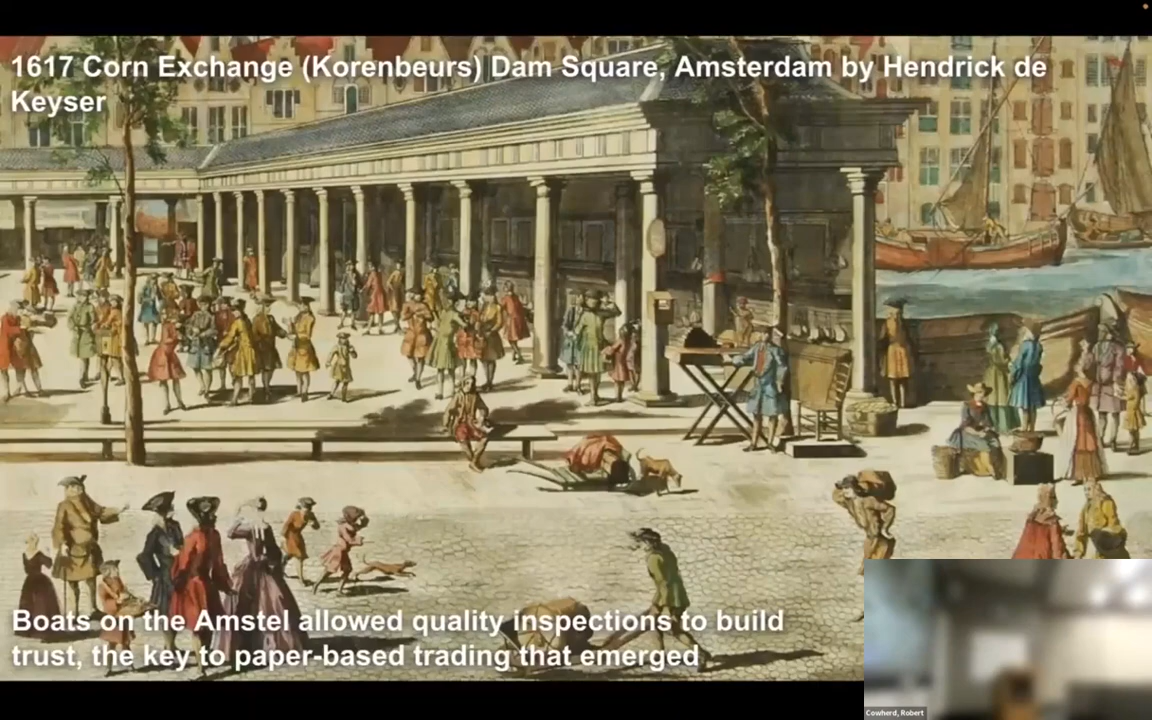 1617 Corn Exchange (Korenbeurs) Dam Square, Amsterdam by Hendrick de
Keyser
Boats on the Amstel allowed quality inspections to build
trust, the key to paper-based trading that emerged
Cowherd, Robert